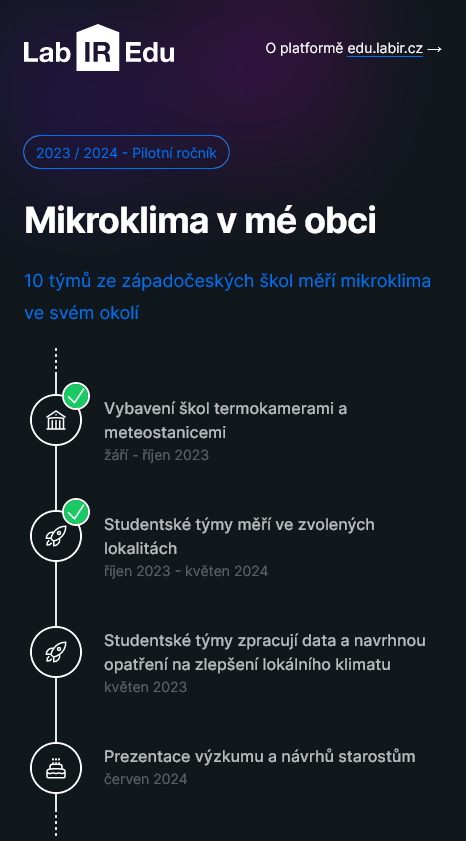 Lab IR Edu
O platformě edu.labir.cz →
2023 / 2024 - Pilotní ročník
Mikroklima v mé obci
10 týmů ze západočeských škol měří mikroklima
ve svém okolí
Vybavení škol termokamerami a
meteostanicemi
září - říjen 2023
Studentské týmy měří ve zvolených
lokalitách
říjen 2023 - květen 2024
Studentské týmy zpracují data a navrhnou
opatření na zlepšení lokálního klimatu
květen 2023
Prezentace výzkumu a návrhů starostům
červen 2024